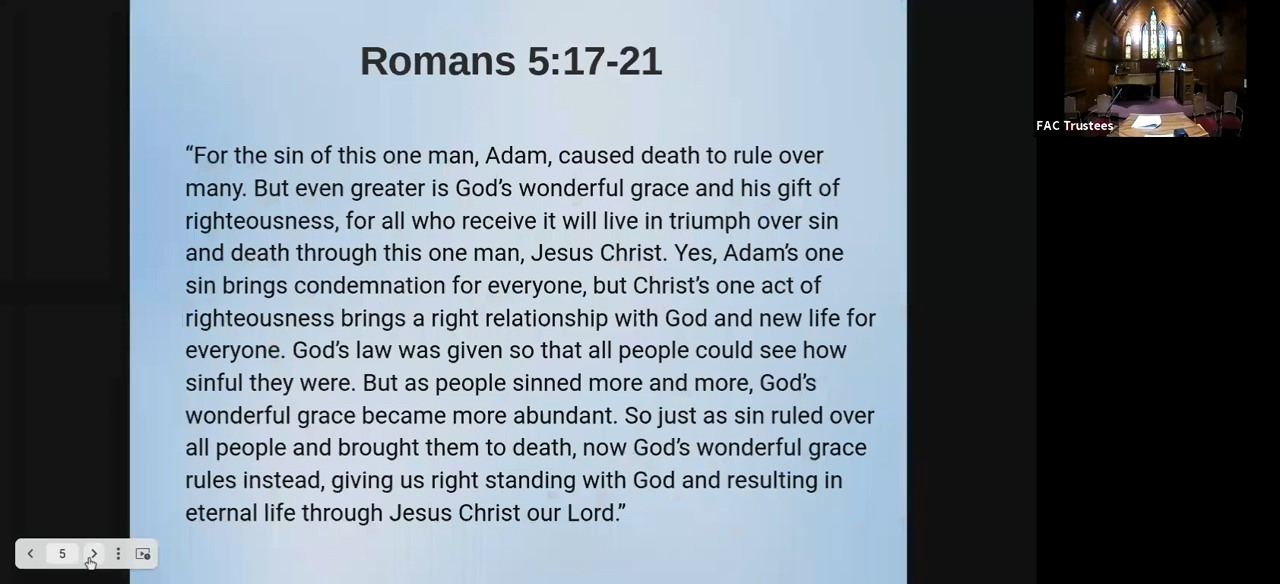 Romans 5:17-21
“For the sin of this one man, Adam, caused death to rule over
many. But even greater is God’s wonderful grace and his gift of
righteousness, for all who receive it will live in triumph over sin
and death through this one man, Jesus Christ. Yes, Adam’s one
sin brings condemnation for everyone, but Christ’s one act of
righteousness brings a right relationship with God and new life for
everyone. God’s law was given so that all people could see how
sinful they were. But as people sinned more and more, God’s
wonderful grace became more abundant. So just as sin ruled over
all people and brought them to death, now God’s wonderful grace
rules instead, giving us right standing with God and resulting in
eternal life through Jesus Christ our Lord.”
FAC Trustees
5